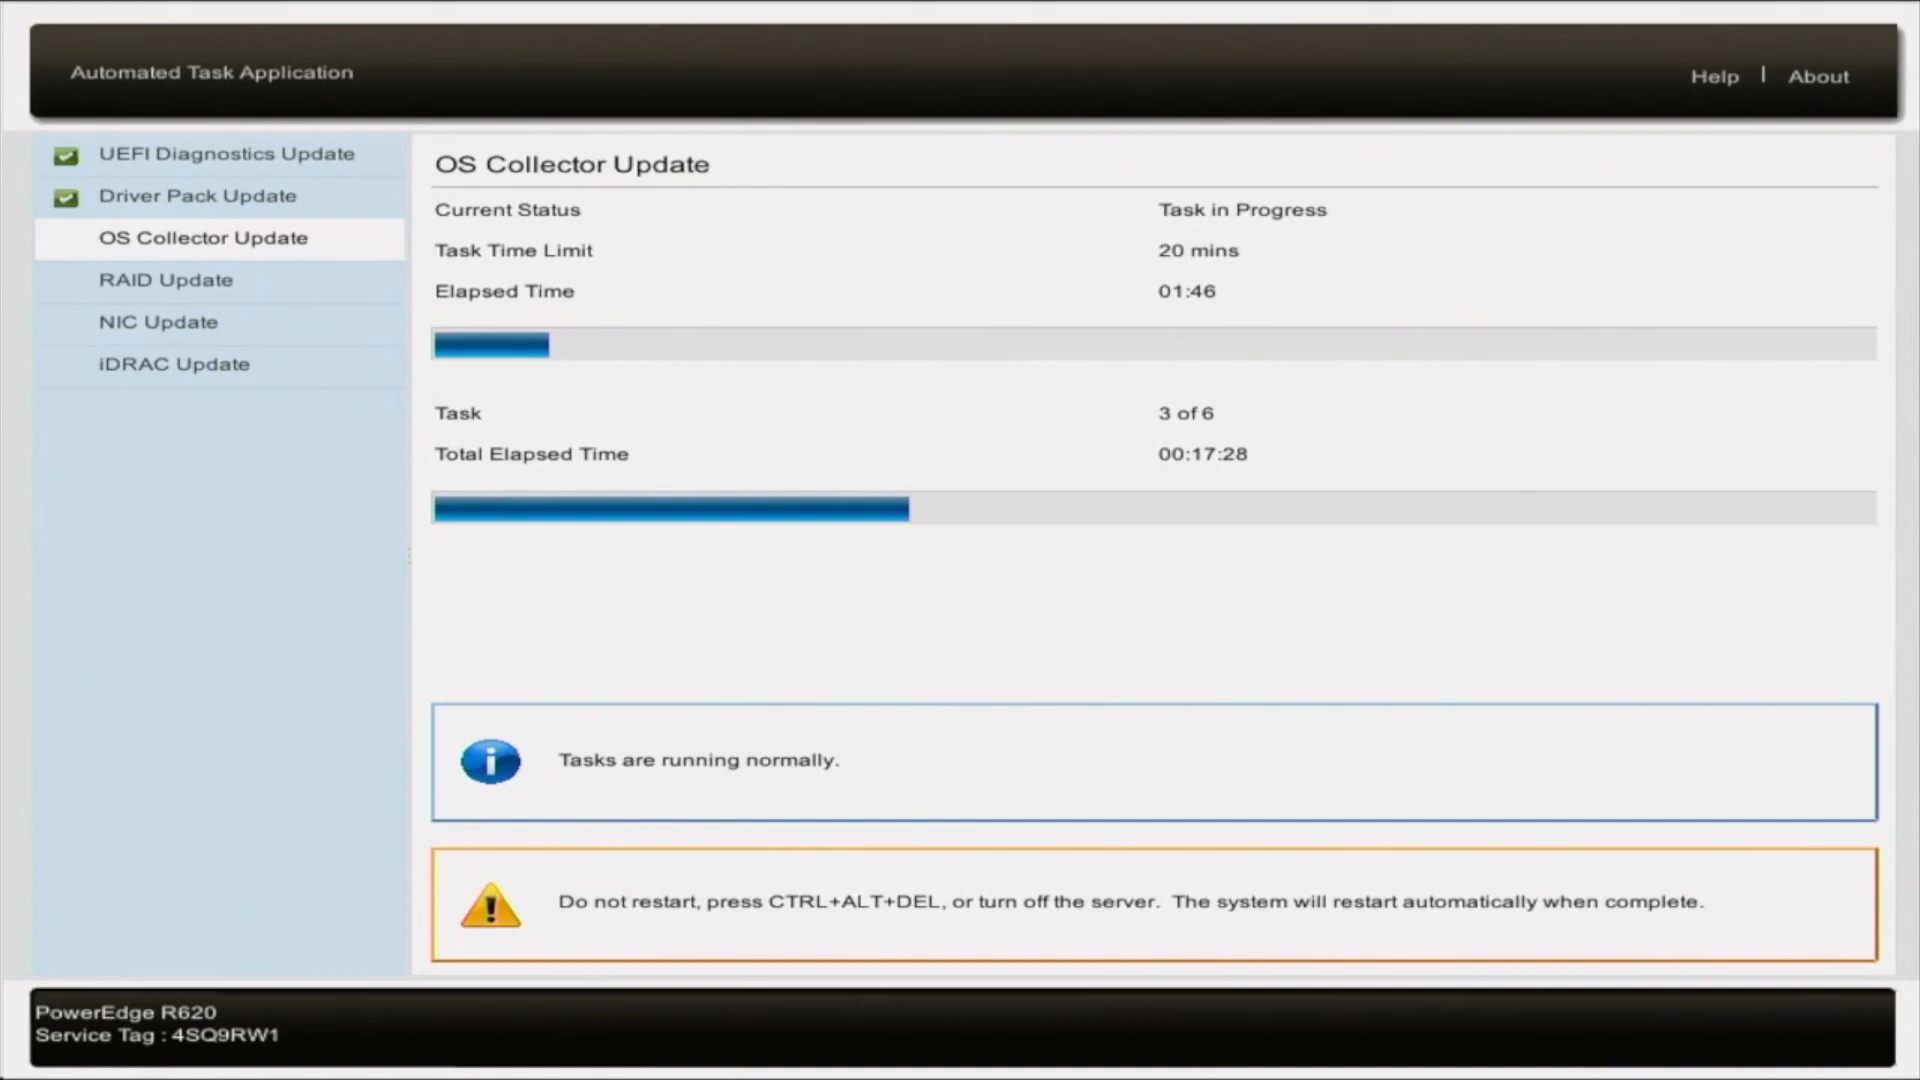 Automated Task Application
Help | About
UEFI Diagnostics Update
Driver Pack Update
OS Collector Update
RAID Update
NIC Update
iDRAC Update
OS Collector Update
Current Status Task in Progress
Task Time Limit 20 mins
Elapsed Time 01:46
Task 3 of 6
Total Elapsed Time 00:17:28
Tasks are running normally.
Do not restart, press CTRL+ALT+DEL, or turn off the server. The system will restart automatically when complete.
PowerEdge R620
Service Tag : 4SQ9RW1